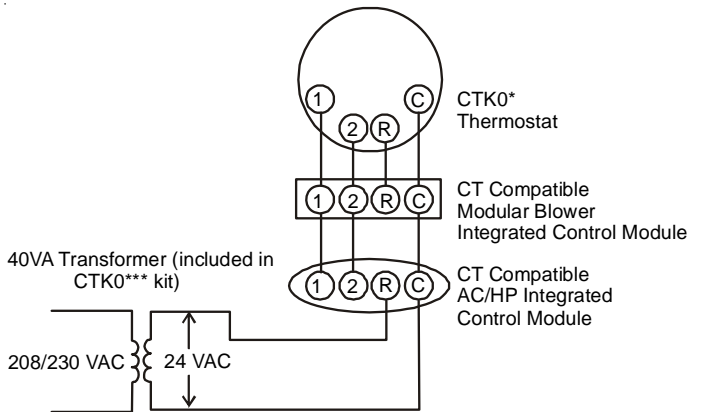 1 C
2 R
CTK0*
Thermostat
1 2 R C
CT Compatible
Modular Blower
Integrated Control Module
40VA Transformer (included in
CTK0*** kit)
1 2 R C
CT Compatible
AC/HP Integrated
Control Module
208/230 VAC
24 VAC